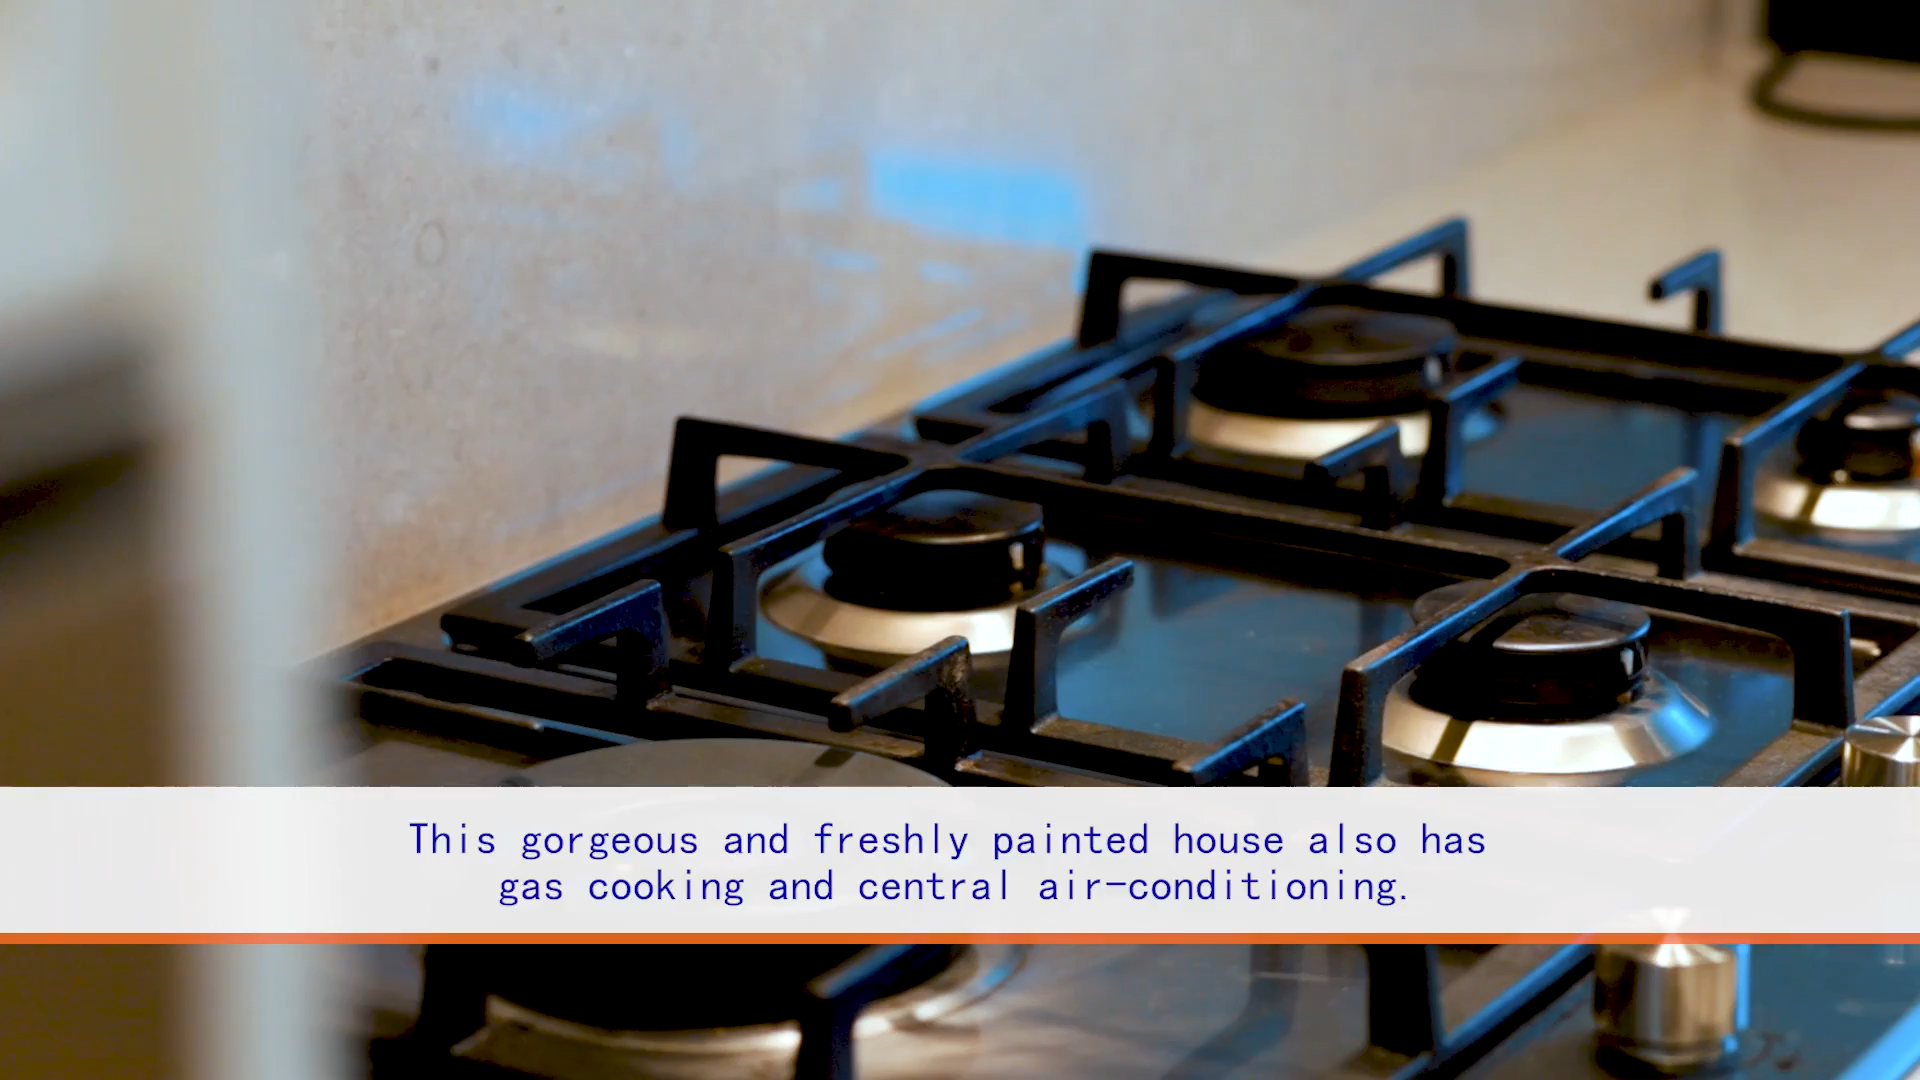 This gorgeous and freshly painted house also has
gas cooking and central air-conditioning.